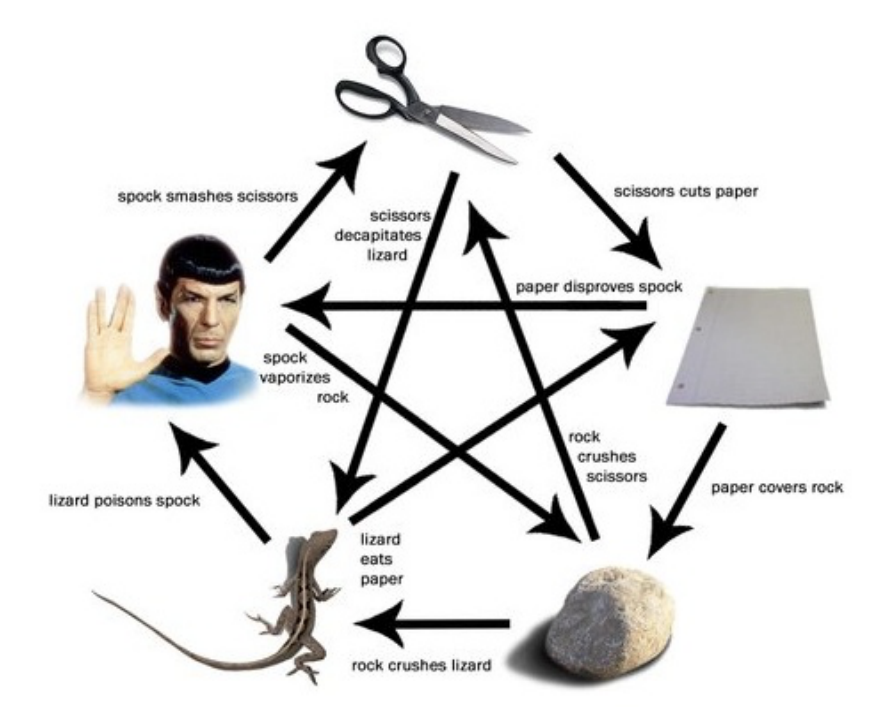 spock smashes scissors
scissors cuts paper
scissors
decapitates
lizard
paper disproves spock
spock
vaporizes
rock
rock
crushes
scissors
lizard poisons spock
paper covers rock
lizard
eats
paper
rock crushes lizard